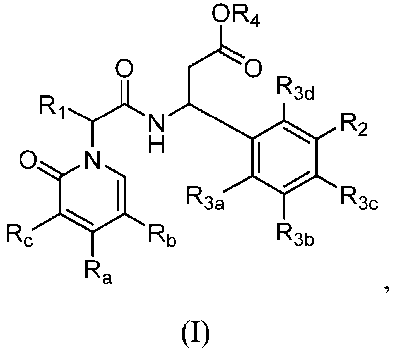 OR₄
O
O
R₁
R₃d
N
H
R₂
O
N
R₃a
R₃c
Rc
Rb
R₃b
Ra
,
(I)